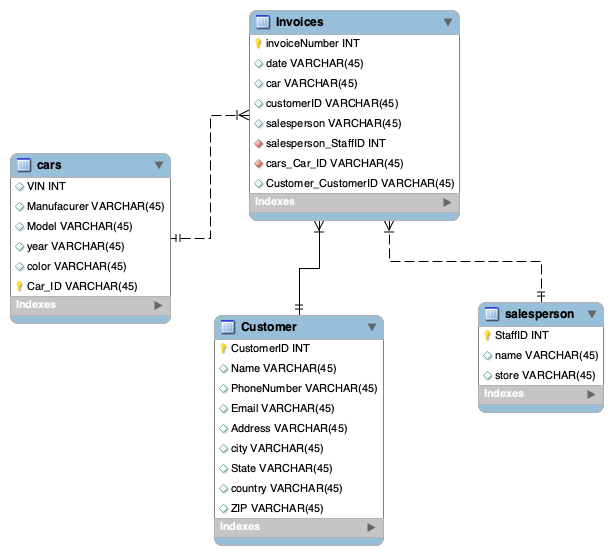 Invoices
invoiceNumber INT
date VARCHAR(45)
car VARCHAR(45)
customerID VARCHAR(45)
salesperson VARCHAR(45)
salesperson_StaffID INT
cars_Car_ID VARCHAR(45)
Customer_CustomerID VARCHAR(45)
Indexes
cars
VIN INT
Manufacurer VARCHAR(45)
Model VARCHAR(45)
year VARCHAR(45)
color VARCHAR(45)
Car_ID VARCHAR(45)
Indexes
Customer
CustomerID INT
Name VARCHAR(45)
PhoneNumber VARCHAR(45)
Email VARCHAR(45)
Address VARCHAR(45)
city VARCHAR(45)
State VARCHAR(45)
country VARCHAR(45)
ZIP VARCHAR(45)
Indexes
salesperson
StaffID INT
name VARCHAR(45)
store VARCHAR(45)
Indexes